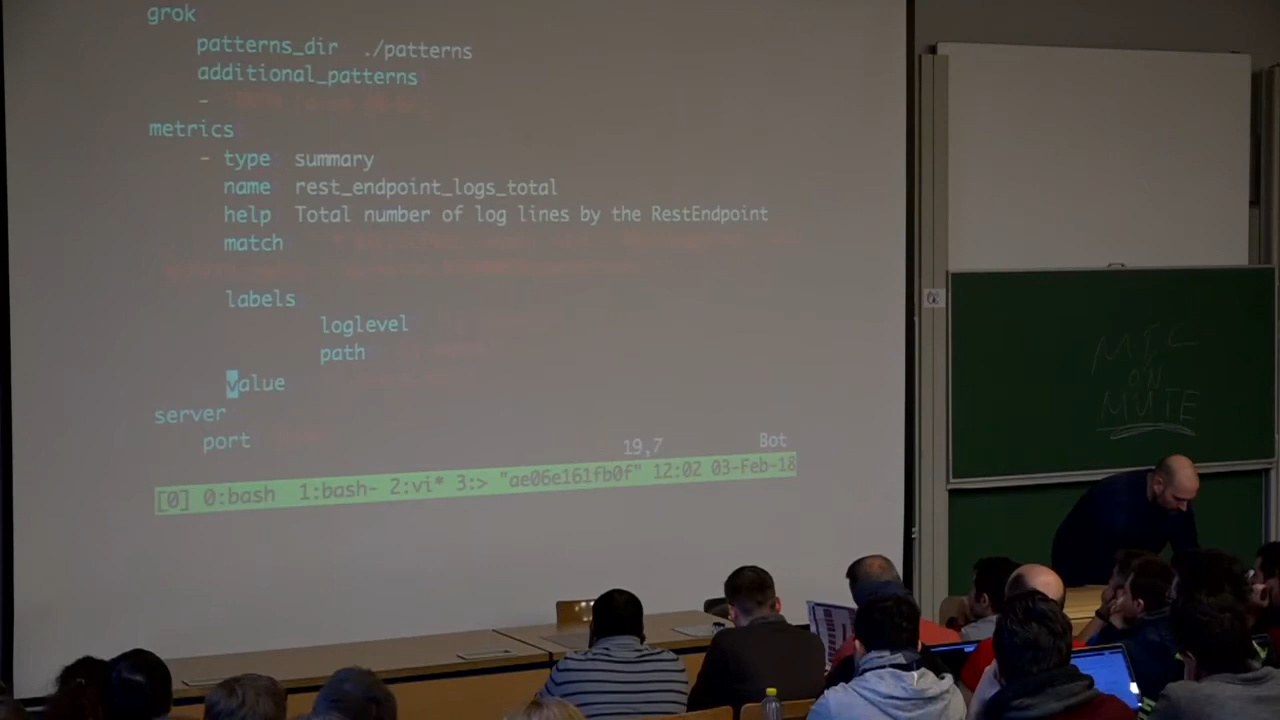 grok
patterns_dir ./patterns
additional_patterns
-
metrics
- type summary
name rest_endpoint_logs_total
help Total number of log lines by the RestEndpoint
match
labels
loglevel
path
value
server
port
19,7 Bot
[0] 0:bash 1:bash- 2:vi* 3:> "ae06e161fb0f" 12:02 03-Feb-18
MIC
ON
MUTE